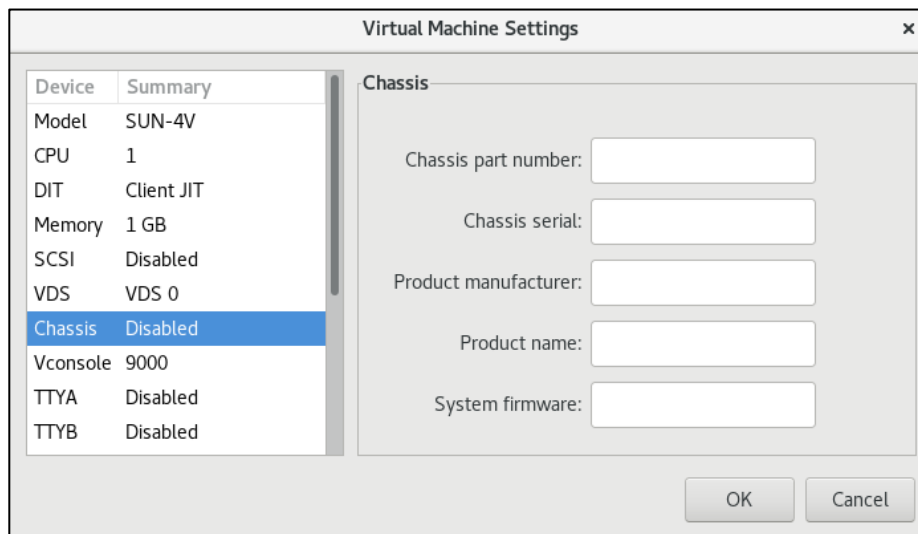 Virtual Machine Settings ×
Device Summary
Model SUN-4V
CPU 1
DIT Client JIT
Memory 1 GB
SCSI Disabled
VDS VDS 0
Chassis Disabled
Vconsole 9000
TTYA Disabled
TTYB Disabled
Chassis
Chassis part number:
Chassis serial:
Product manufacturer:
Product name:
System firmware:
OK Cancel